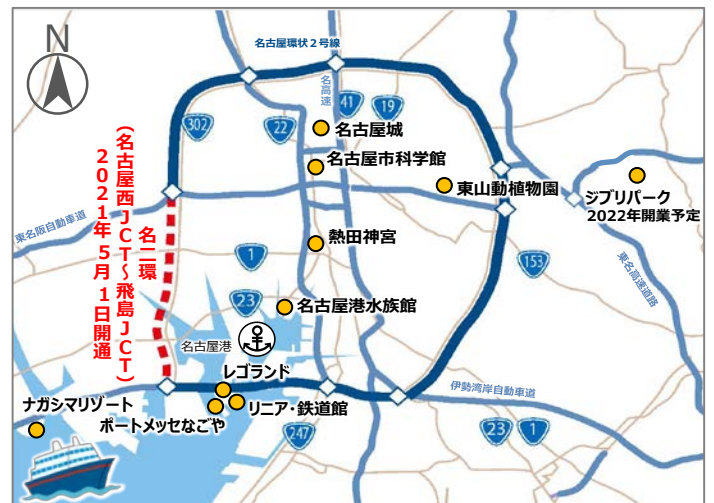 N
名古屋環状2号線
名高速
41
19
302
22
名古屋城
名古屋市科学館
東山動植物園
ジブリパーク
2022年開業予定
名二環
(名古屋西JCT~飛島JCT)
2021年5月1日開通
東名阪自動車道
熱田神宮
1
153
東名高速道路
23
名古屋港水族館
名古屋港
レゴランド
伊勢湾岸自動車道
ナガシマリゾート
リニア・鉄道館
ポートメッセなごや
247
23
1